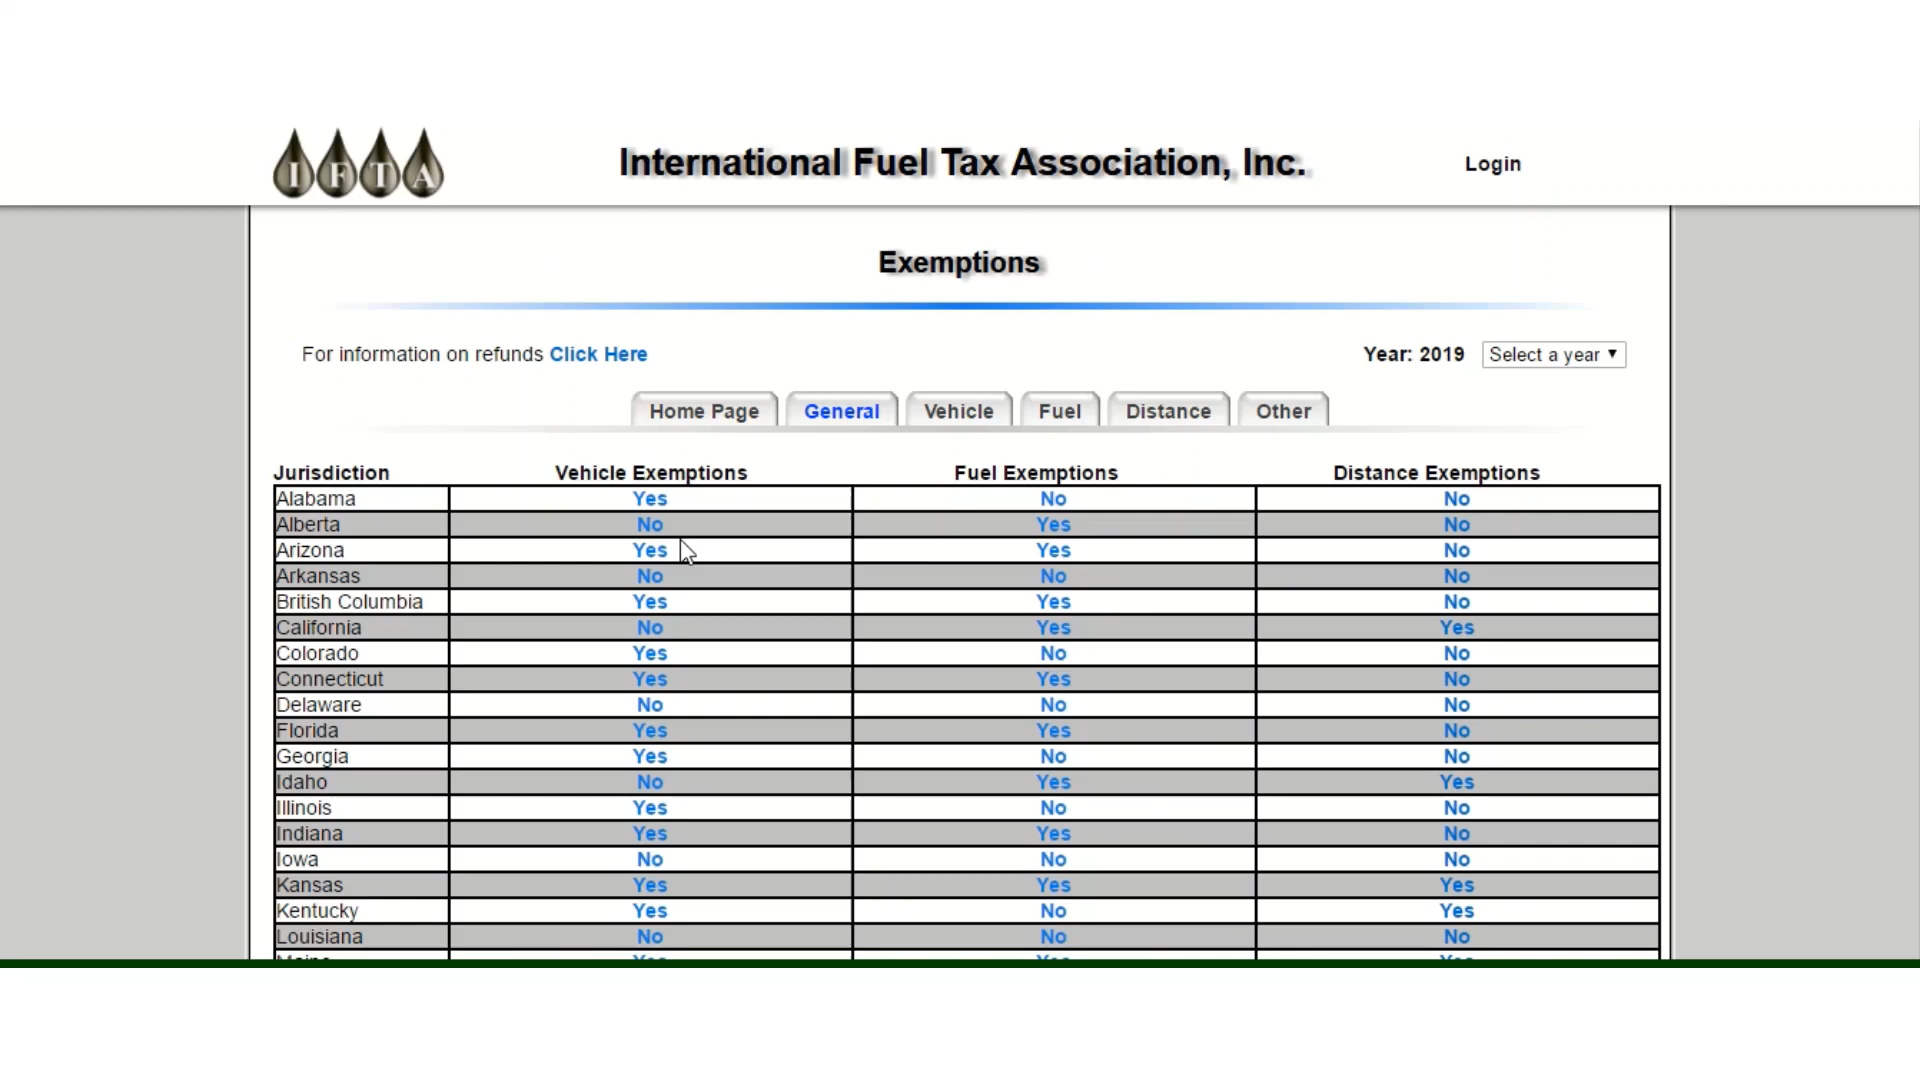 IFTA International Fuel Tax Association, Inc. Login
Exemptions
For information on refunds Click Here Year: 2019 Select a year
Home Page General Vehicle Fuel Distance Other
Jurisdiction Vehicle Exemptions Fuel Exemptions Distance Exemptions
Alabama Yes No No
Alberta No Yes No
Arizona Yes Yes No
Arkansas No No No
British Columbia Yes Yes No
California No Yes Yes
Colorado Yes No No
Connecticut Yes Yes No
Delaware No No No
Florida Yes Yes No
Georgia Yes No No
Idaho No Yes Yes
Illinois Yes No No
Indiana Yes Yes No
Iowa No No No
Kansas Yes Yes Yes
Kentucky Yes No Yes
Louisiana No No No